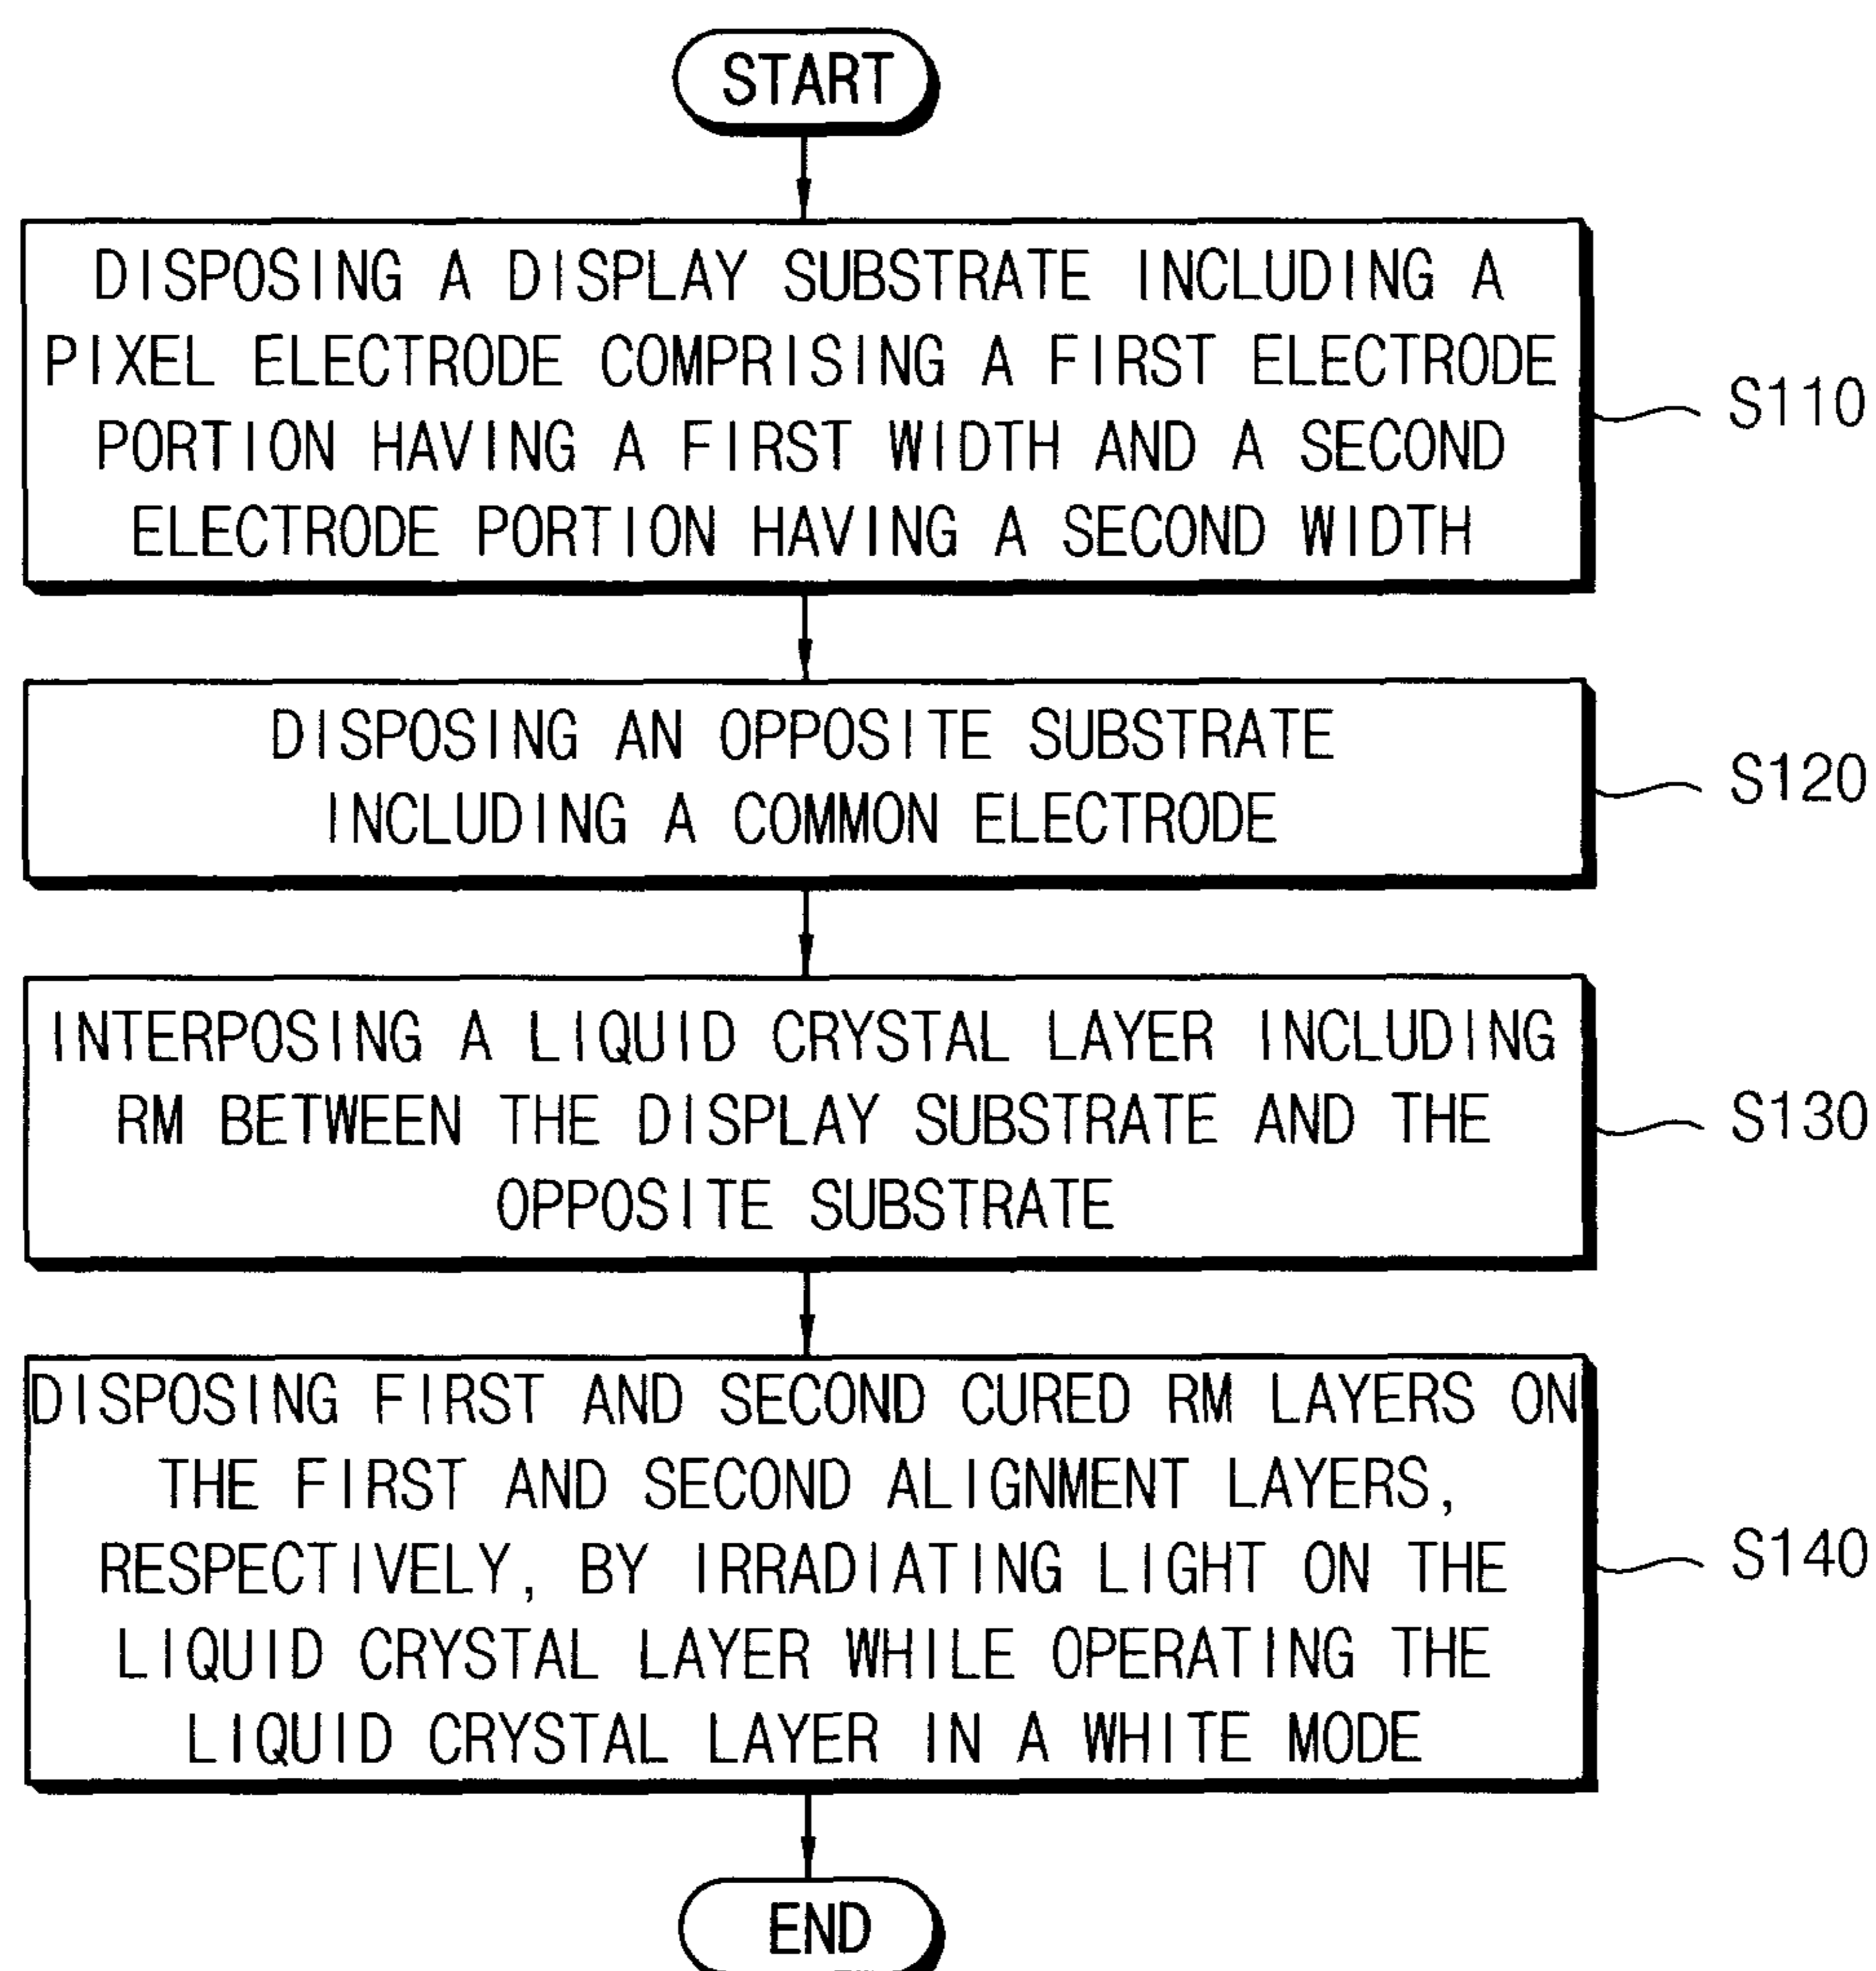 START
DISPOSING A DISPLAY SUBSTRATE INCLUDING A
PIXEL ELECTRODE COMPRISING A FIRST ELECTRODE
PORTION HAVING A FIRST WIDTH AND A SECOND
ELECTRODE PORTION HAVING A SECOND WIDTH
S110
DISPOSING AN OPPOSITE SUBSTRATE
INCLUDING A COMMON ELECTRODE
S120
INTERPOSING A LIQUID CRYSTAL LAYER INCLUDING
RM BETWEEN THE DISPLAY SUBSTRATE AND THE
OPPOSITE SUBSTRATE
S130
DISPOSING FIRST AND SECOND CURED RM LAYERS ON
THE FIRST AND SECOND ALIGNMENT LAYERS,
RESPECTIVELY, BY IRRADIATING LIGHT ON THE
LIQUID CRYSTAL LAYER WHILE OPERATING THE
LIQUID CRYSTAL LAYER IN A WHITE MODE
S140
END